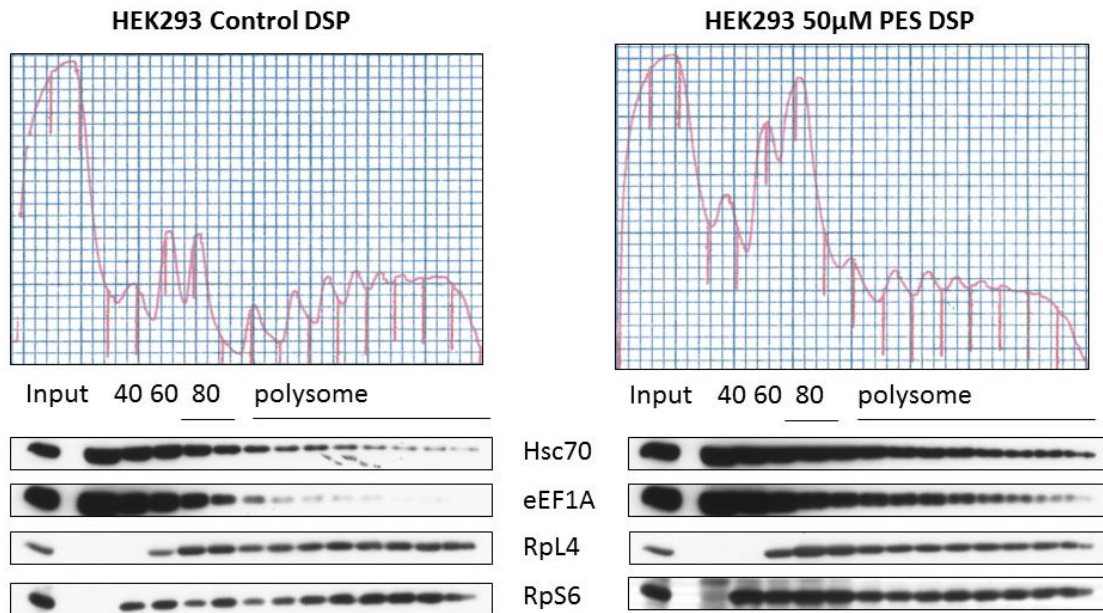 HEK293 Control DSP
HEK293 50µM PES DSP
Input 40 60 80 polysome
Input 40 60 80 polysome
Hsc70
eEF1A
RpL4
RpS6